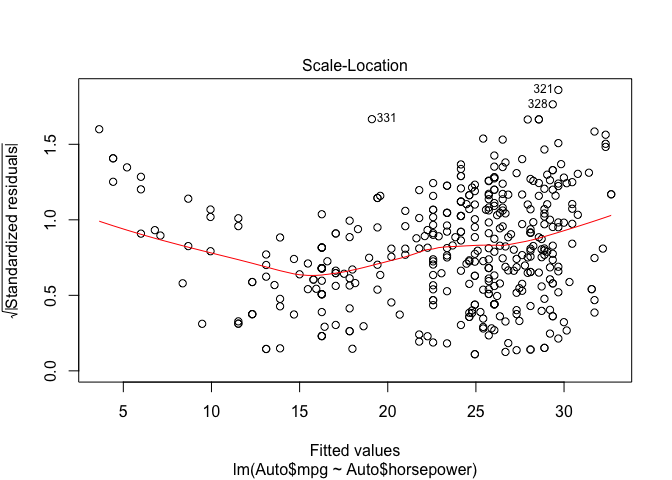 Scale-Location
321
328
331
√|Standardized residuals|
1.5
1.0
0.5
0.0
5 10 15 20 25 30
Fitted values
lm(Auto$mpg ~ Auto$horsepower)